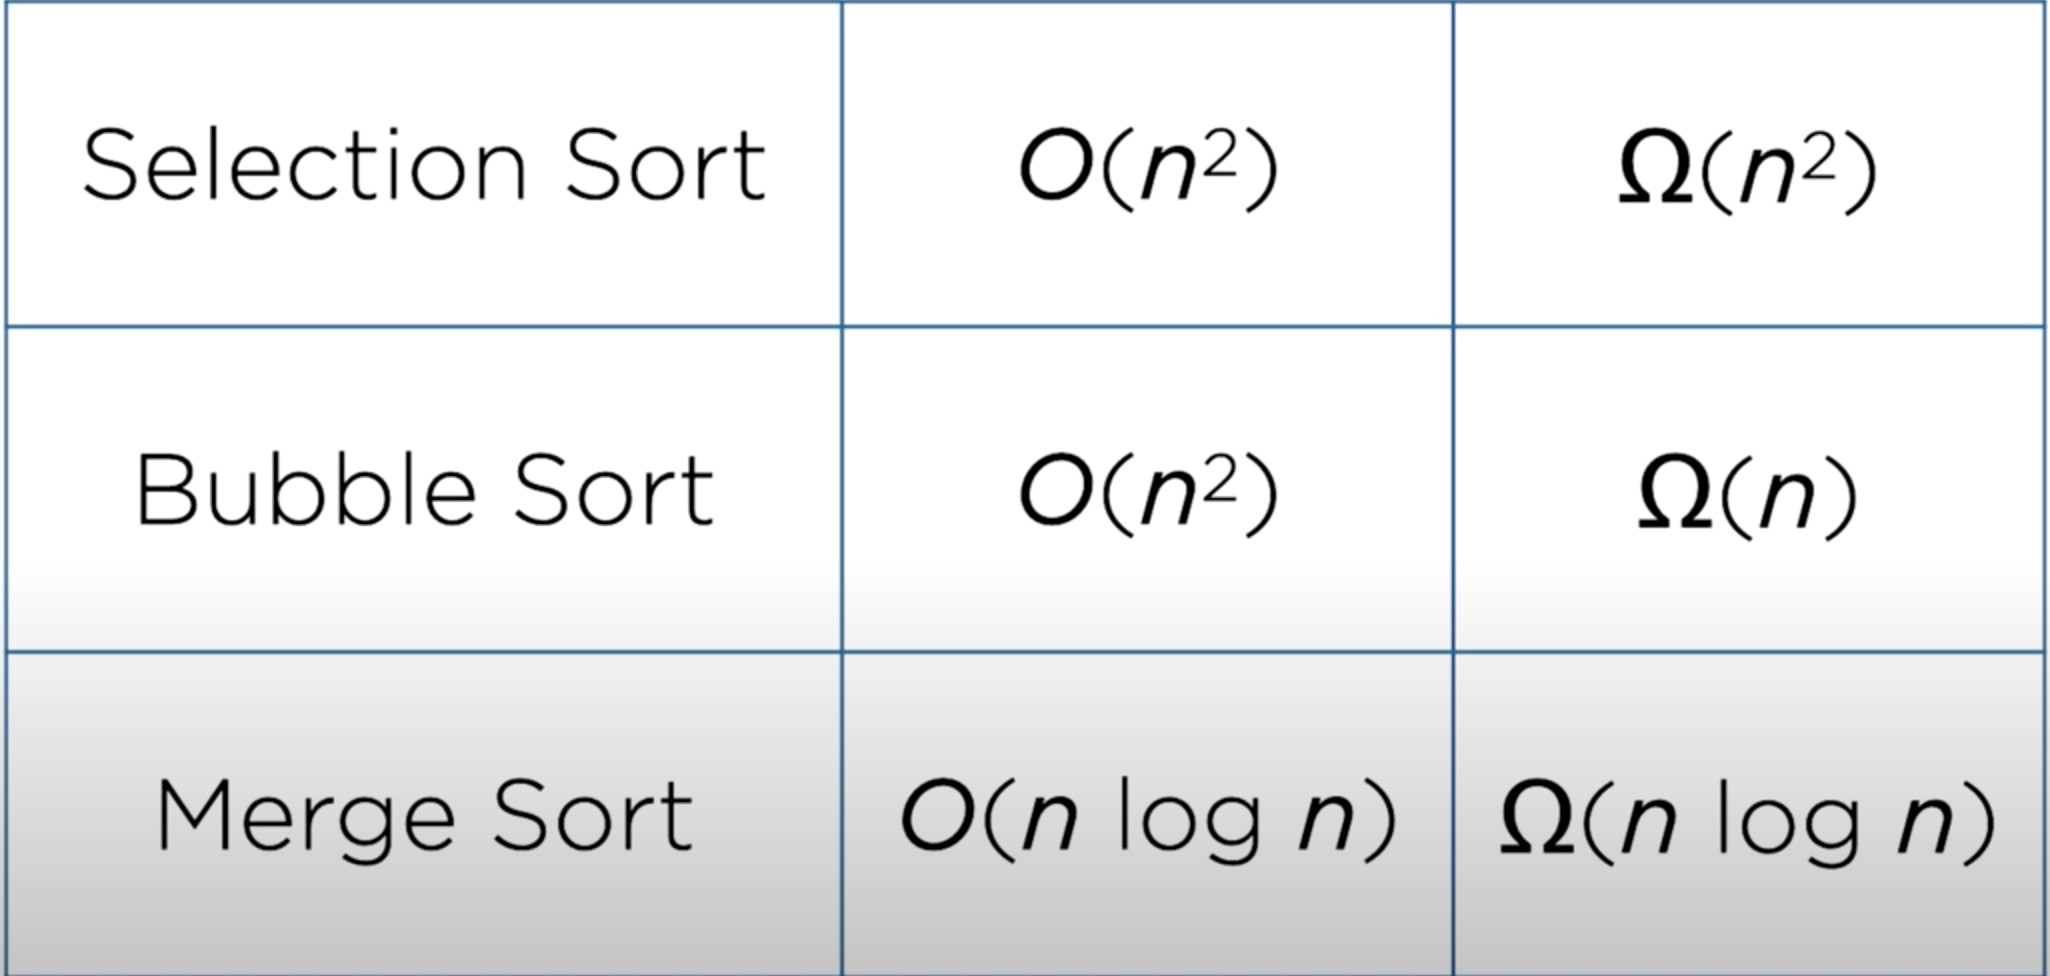 Selection Sort O(n²) Ω(n²)
Bubble Sort O(n²) Ω(n)
Merge Sort O(n log n) Ω(n log n)